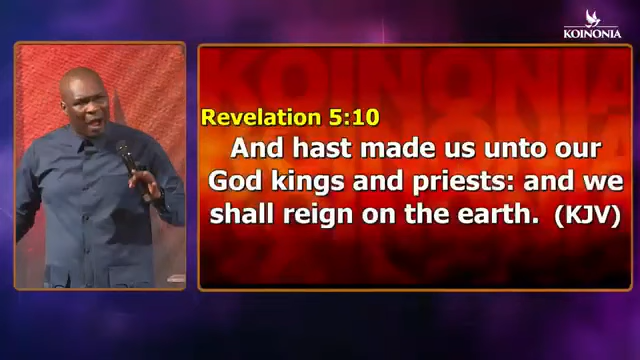 KOINONIA
KOINONIA
Revelation 5:10
And hast made us unto our
God kings and priests: and we
shall reign on the earth. (KJV)